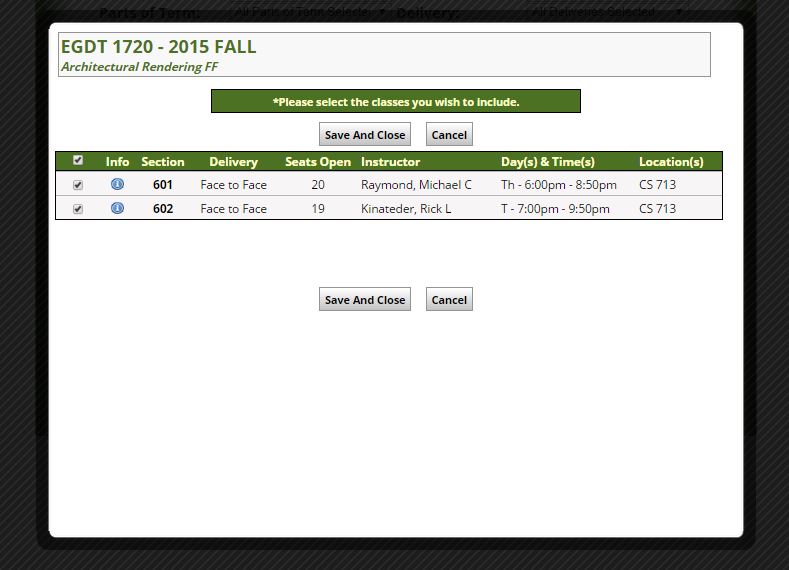 Parts of Term: All Parts of Term Selected Delivery: All Deliveries Selected
EGDT 1720 - 2015 FALL
Architectural Rendering FF
*Please select the classes you wish to include.
Save And Close Cancel
Info Section Delivery Seats Open Instructor Day(s) & Time(s) Location(s)
601 Face to Face 20 Raymond, Michael C Th - 6:00pm - 8:50pm CS 713
602 Face to Face 19 Kinateder, Rick L T - 7:00pm - 9:50pm CS 713
Save And Close Cancel